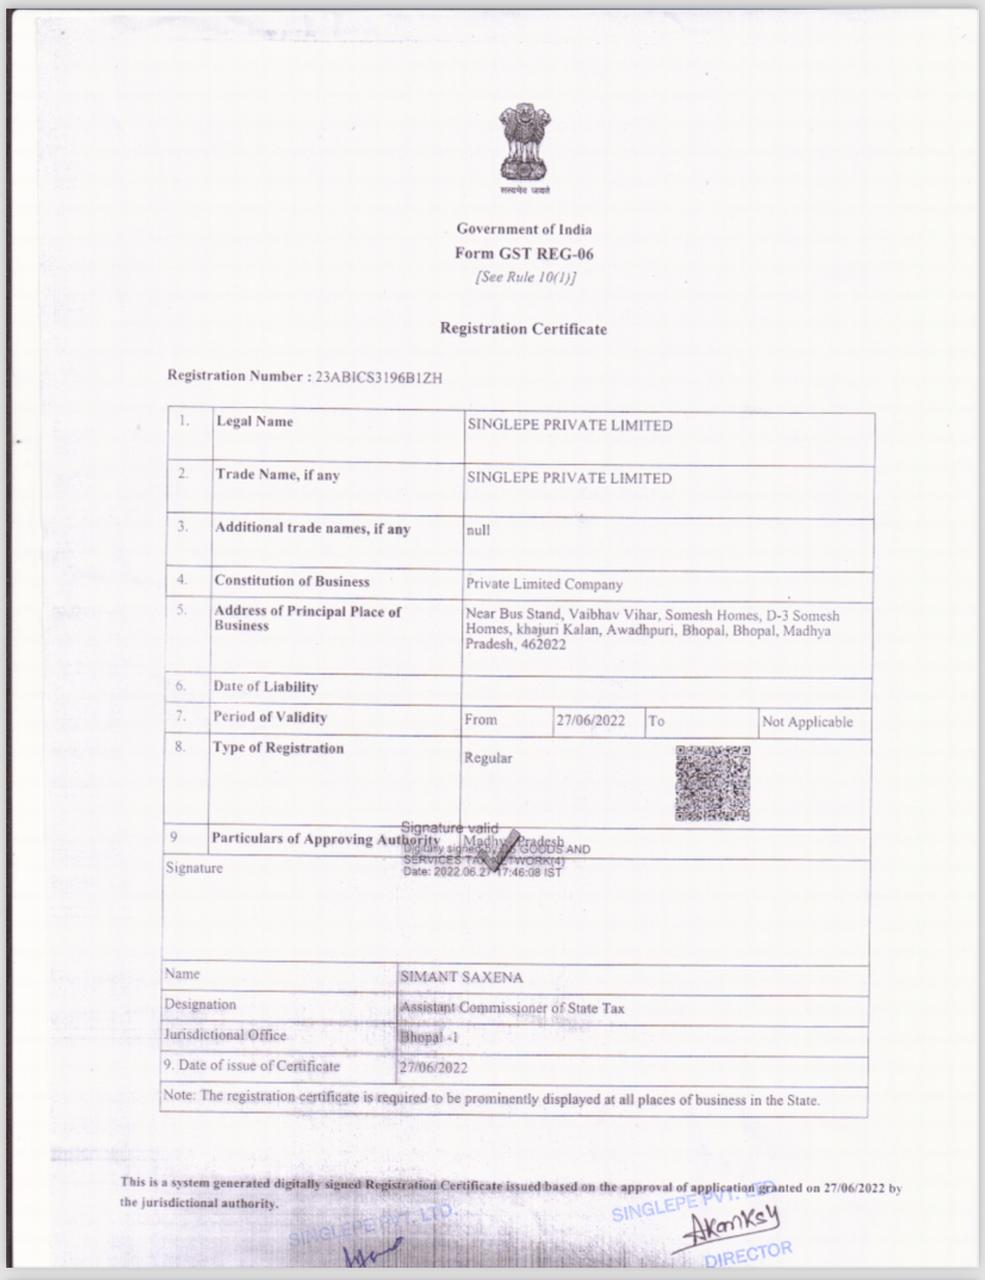 सत्यमेव जयते
Government of India
Form GST REG-06
[See Rule 10(1)]
Registration Certificate
Registration Number : 23ABICS3196B1ZH
1. Legal Name SINGLEPE PRIVATE LIMITED
2. Trade Name, if any SINGLEPE PRIVATE LIMITED
3. Additional trade names, if any null
4. Constitution of Business Private Limited Company
5. Address of Principal Place of Business Near Bus Stand, Vaibhav Vihar, Somesh Homes, D-3 Somesh
Homes, khajuri Kalan, Awadhpuri, Bhopal, Bhopal, Madhya
Pradesh, 462022
6. Date of Liability
7. Period of Validity From 27/06/2022 To Not Applicable
8. Type of Registration Regular
9 Particulars of Approving Authority Madhya Pradesh
Signature valid
Digitally signed by DS GOODS AND
SERVICES TAX NETWORK(4)
Date: 2022.06.27 17:46:08 IST
Signature
Name SIMANT SAXENA
Designation Assistant Commissioner of State Tax
Jurisdictional Office Bhopal -1
9. Date of issue of Certificate 27/06/2022
Note: The registration certificate is required to be prominently displayed at all places of business in the State.
This is a system generated digitally signed Registration Certificate issued based on the approval of application granted on 27/06/2022 by
the jurisdictional authority.
SINGLEPE PVT. LTD.
SINGLEPE PVT. LTD
Akanksy
DIRECTOR